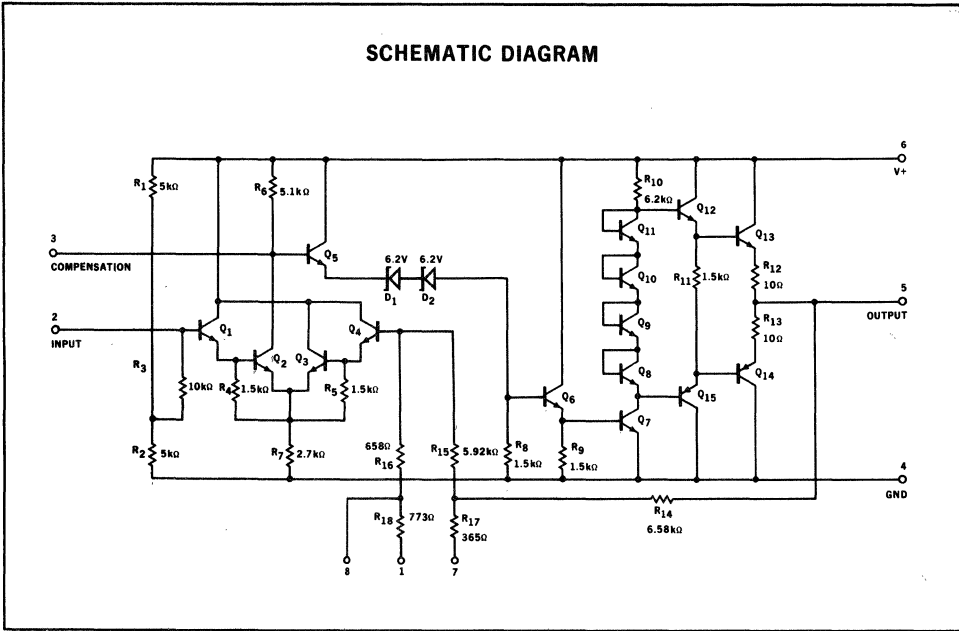 SCHEMATIC DIAGRAM
6
V+
R1 5kΩ
R6 5.1kΩ
R10
6.2kΩ
Q12
Q11
3
COMPENSATION
Q5
6.2V 6.2V
D1 D2
Q13
Q10
R11 1.5kΩ
R12
10Ω
5
OUTPUT
2
INPUT
Q1
Q4
Q9
R13
10Ω
R3
Q2
Q3
10kΩ
R4 1.5kΩ
R5 1.5kΩ
Q8
Q6
Q15
Q14
Q7
R2 5kΩ
R7 2.7kΩ
658Ω
R16
R15 5.92kΩ
R8
1.5kΩ
R9
1.5kΩ
4
GND
R14
6.58kΩ
R18 773Ω
R17
365Ω
8 1 7